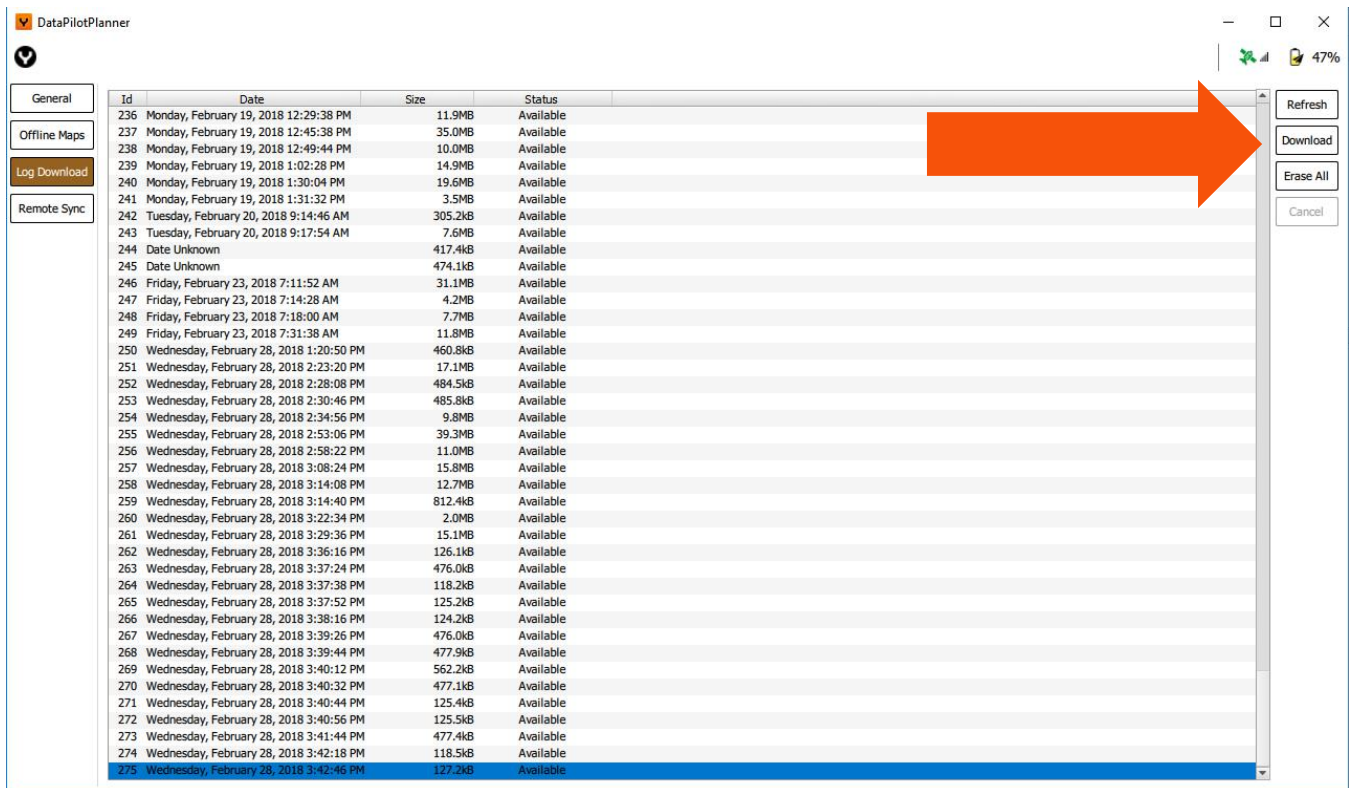 DataPilotPlanner
47%
General
Offline Maps
Log Download
Remote Sync
Id Date Size Status
236 Monday, February 19, 2018 12:29:38 PM 11.9MB Available
237 Monday, February 19, 2018 12:45:38 PM 35.0MB Available
238 Monday, February 19, 2018 12:49:44 PM 10.0MB Available
239 Monday, February 19, 2018 1:02:28 PM 14.9MB Available
240 Monday, February 19, 2018 1:30:04 PM 19.6MB Available
241 Monday, February 19, 2018 1:31:32 PM 3.5MB Available
242 Tuesday, February 20, 2018 9:14:46 AM 305.2kB Available
243 Tuesday, February 20, 2018 9:17:54 AM 7.6MB Available
244 Date Unknown 417.4kB Available
245 Date Unknown 474.1kB Available
246 Friday, February 23, 2018 7:11:52 AM 31.1MB Available
247 Friday, February 23, 2018 7:14:28 AM 4.2MB Available
248 Friday, February 23, 2018 7:18:00 AM 7.7MB Available
249 Friday, February 23, 2018 7:31:38 AM 11.8MB Available
250 Wednesday, February 28, 2018 1:20:50 PM 460.8kB Available
251 Wednesday, February 28, 2018 2:23:20 PM 17.1MB Available
252 Wednesday, February 28, 2018 2:28:08 PM 484.5kB Available
253 Wednesday, February 28, 2018 2:30:46 PM 485.8kB Available
254 Wednesday, February 28, 2018 2:34:56 PM 9.8MB Available
255 Wednesday, February 28, 2018 2:53:06 PM 39.3MB Available
256 Wednesday, February 28, 2018 2:58:22 PM 11.0MB Available
257 Wednesday, February 28, 2018 3:08:24 PM 15.8MB Available
258 Wednesday, February 28, 2018 3:14:08 PM 12.7MB Available
259 Wednesday, February 28, 2018 3:14:40 PM 812.4kB Available
260 Wednesday, February 28, 2018 3:22:34 PM 2.0MB Available
261 Wednesday, February 28, 2018 3:29:36 PM 15.1MB Available
262 Wednesday, February 28, 2018 3:36:16 PM 126.1kB Available
263 Wednesday, February 28, 2018 3:37:24 PM 476.0kB Available
264 Wednesday, February 28, 2018 3:37:38 PM 118.2kB Available
265 Wednesday, February 28, 2018 3:37:52 PM 125.2kB Available
266 Wednesday, February 28, 2018 3:38:16 PM 124.2kB Available
267 Wednesday, February 28, 2018 3:39:26 PM 476.0kB Available
268 Wednesday, February 28, 2018 3:39:44 PM 477.9kB Available
269 Wednesday, February 28, 2018 3:40:12 PM 562.2kB Available
270 Wednesday, February 28, 2018 3:40:32 PM 477.1kB Available
271 Wednesday, February 28, 2018 3:40:44 PM 125.4kB Available
272 Wednesday, February 28, 2018 3:40:56 PM 125.5kB Available
273 Wednesday, February 28, 2018 3:41:44 PM 477.4kB Available
274 Wednesday, February 28, 2018 3:42:18 PM 118.5kB Available
275 Wednesday, February 28, 2018 3:42:46 PM 127.2kB Available
Refresh
Download
Erase All
Cancel